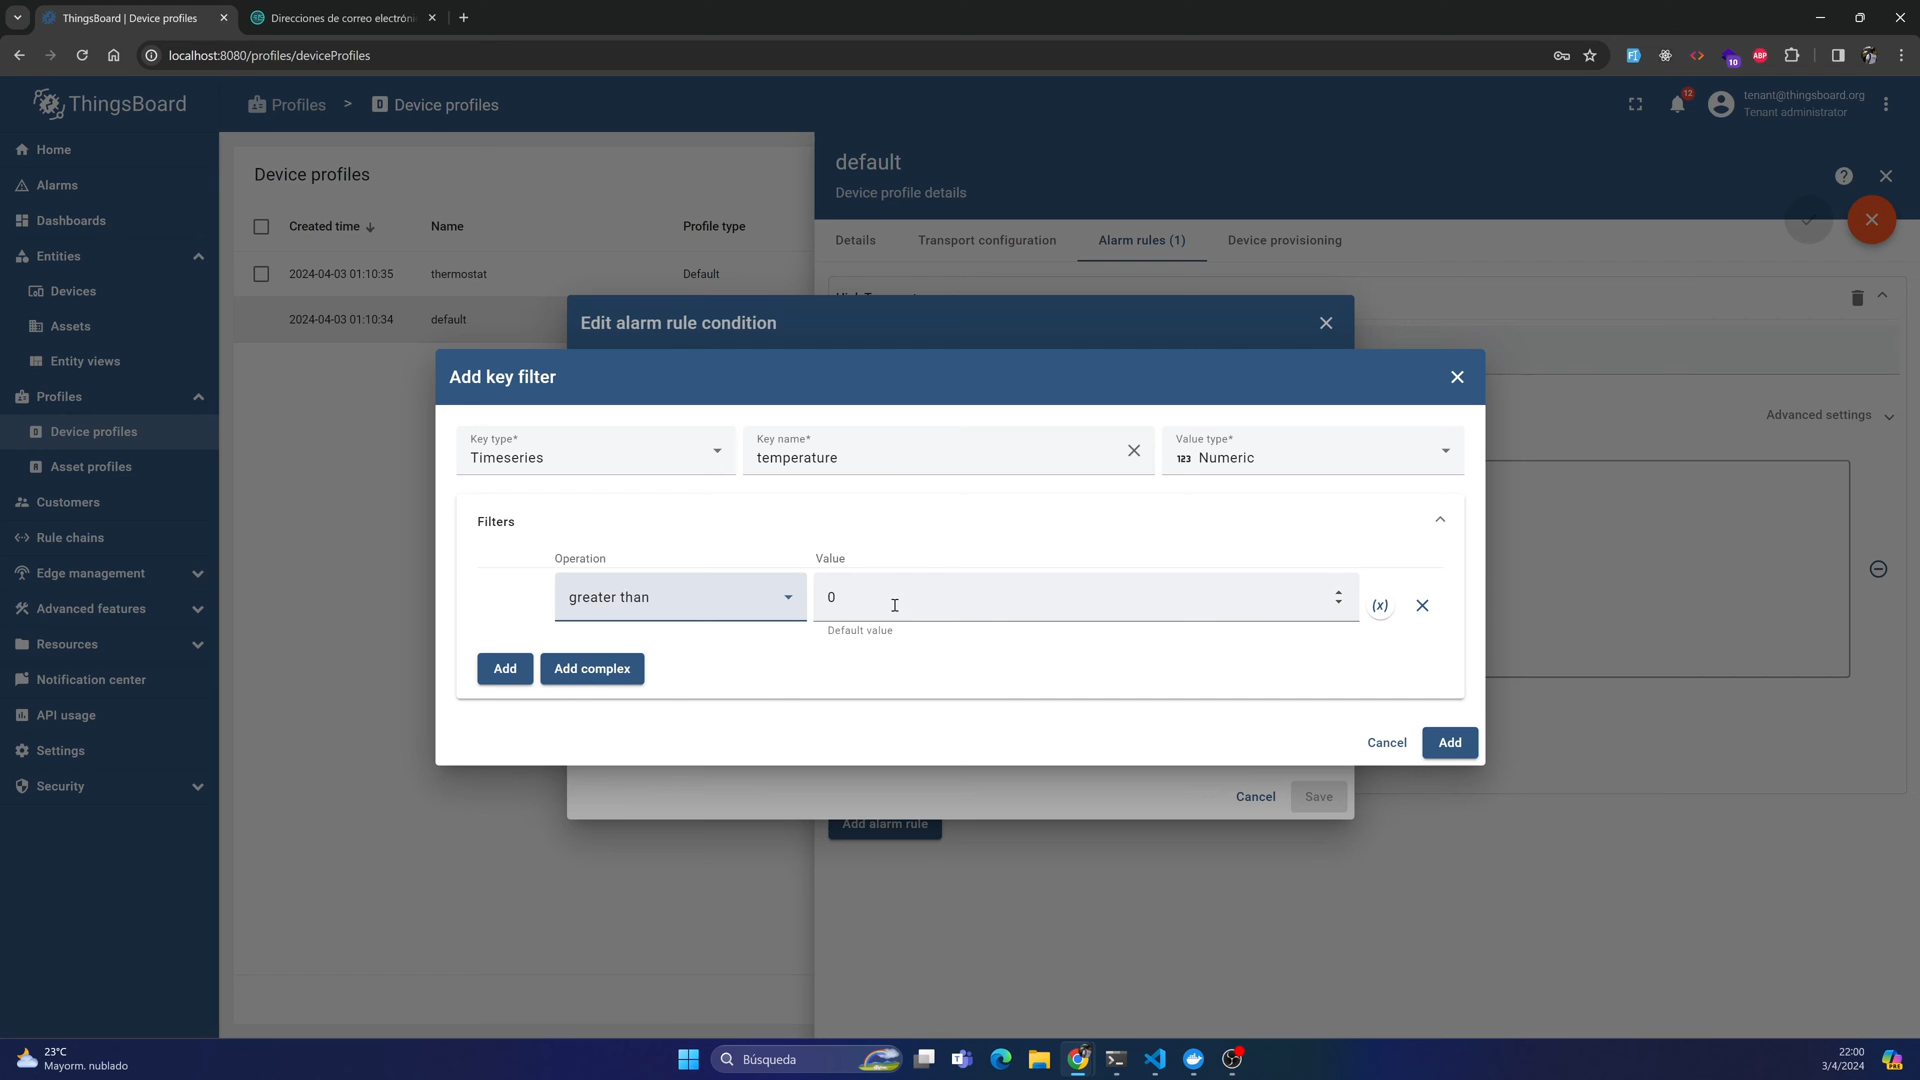 ThingsBoard | Device profiles
Direcciones de correo electróni
localhost:8080/profiles/deviceProfiles
10
ABP
ThingsBoard
Profiles > Device profiles
12
tenant@thingsboard.org
Tenant administrator
Home
Alarms
Dashboards
Entities
Devices
Assets
Entity views
Profiles
Device profiles
Asset profiles
Customers
Rule chains
Edge management
Advanced features
Resources
Notification center
API usage
Settings
Security
Device profiles
Created time Name Profile type
2024-04-03 01:10:35 thermostat Default
2024-04-03 01:10:34 default
default
Device profile details
Details Transport configuration Alarm rules (1) Device provisioning
Advanced settings
Add alarm rule
Edit alarm rule condition
Cancel Save
Add key filter
Key type*
Timeseries
Key name*
temperature
Value type*
123 Numeric
Filters
Operation Value
greater than 0
(x)
Default value
Add Add complex
Cancel Add
23°C
Mayorm. nublado
Búsqueda
22:00
3/4/2024
PRE